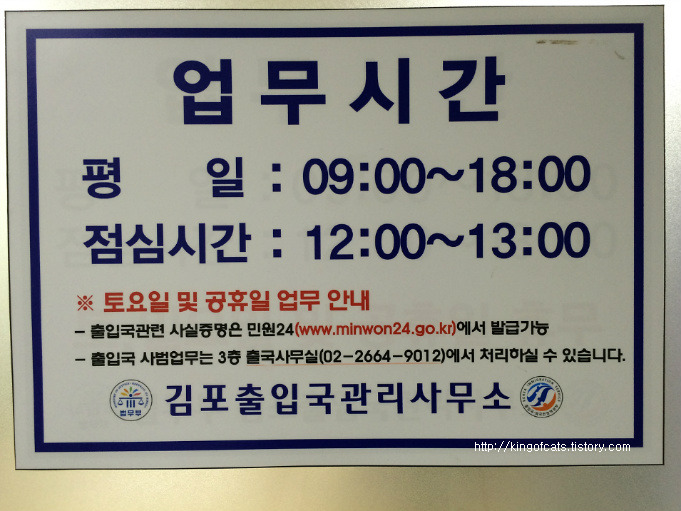 업무시간
평 일 : 09:00~18:00
점심시간 : 12:00~13:00
※ 토요일 및 공휴일 업무 안내
- 출입국관련 사실증명은 민원24(www.minwon24.go.kr)에서 발급가능
- 출입국 사범업무는 3층 출국사무실(02-2664-9012)에서 처리하실 수 있습니다.
법무부 김포출입국관리사무소
http://kingofcats.tistory.com